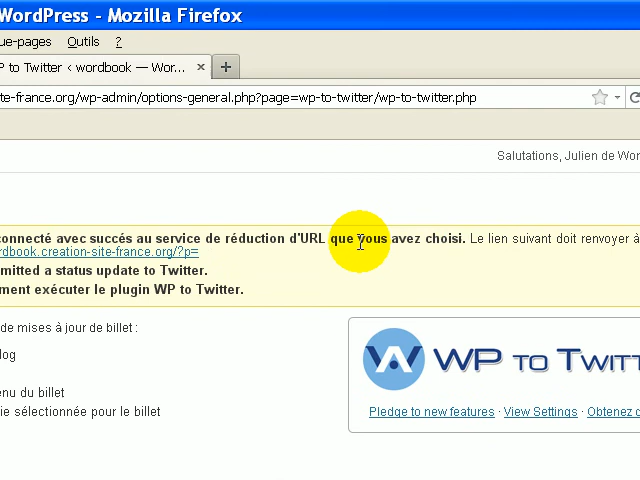 WordPress - Mozilla Firefox
ue-pages Outils ?
P to Twitter ‹ wordbook — Wor... × +
te-france.org/wp-admin/options-general.php?page=wp-to-twitter/wp-to-twitter.php
Salutations, Julien de Wor
connecté avec succés au service de réduction d'URL que vous avez choisi. Le lien suivant doit renvoyer à
rdbook.creation-site-france.org/?p=
mitted a status update to Twitter.
ment exécuter le plugin WP to Twitter.
de mises à jour de billet :
log
nu du billet
ie sélectionnée pour le billet
WP TO TWITT
Pledge to new features · View Settings · Obtenez d